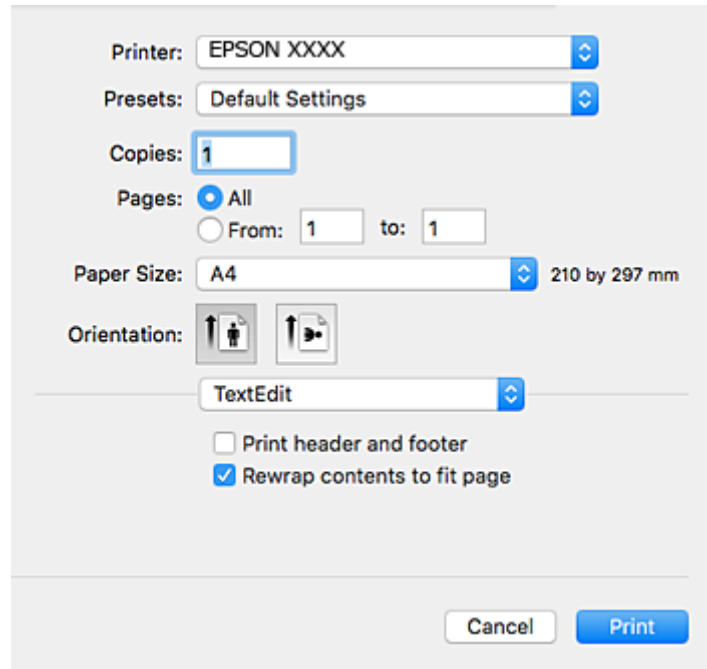 Printer: EPSON XXXX
Presets: Default Settings
Copies: 1
Pages: All
From: 1 to: 1
Paper Size: A4 210 by 297 mm
Orientation:
TextEdit
Print header and footer
Rewrap contents to fit page
Cancel Print